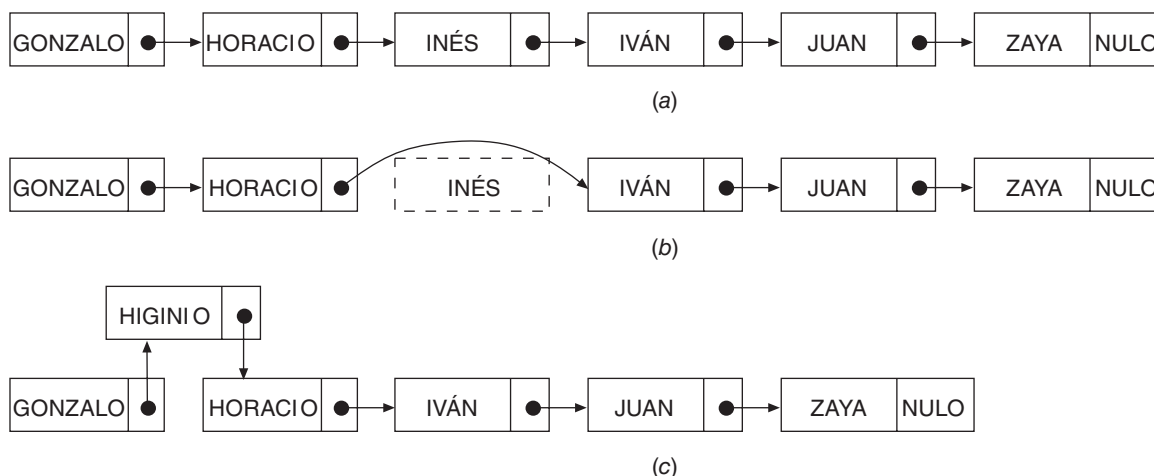 GONZALO HORACIO INÉS IVÁN JUAN ZAYA NULO
(a)
GONZALO HORACIO INÉS IVÁN JUAN ZAYA NULO
(b)
HIGINIO
GONZALO HORACIO IVÁN JUAN ZAYA NULO
(c)